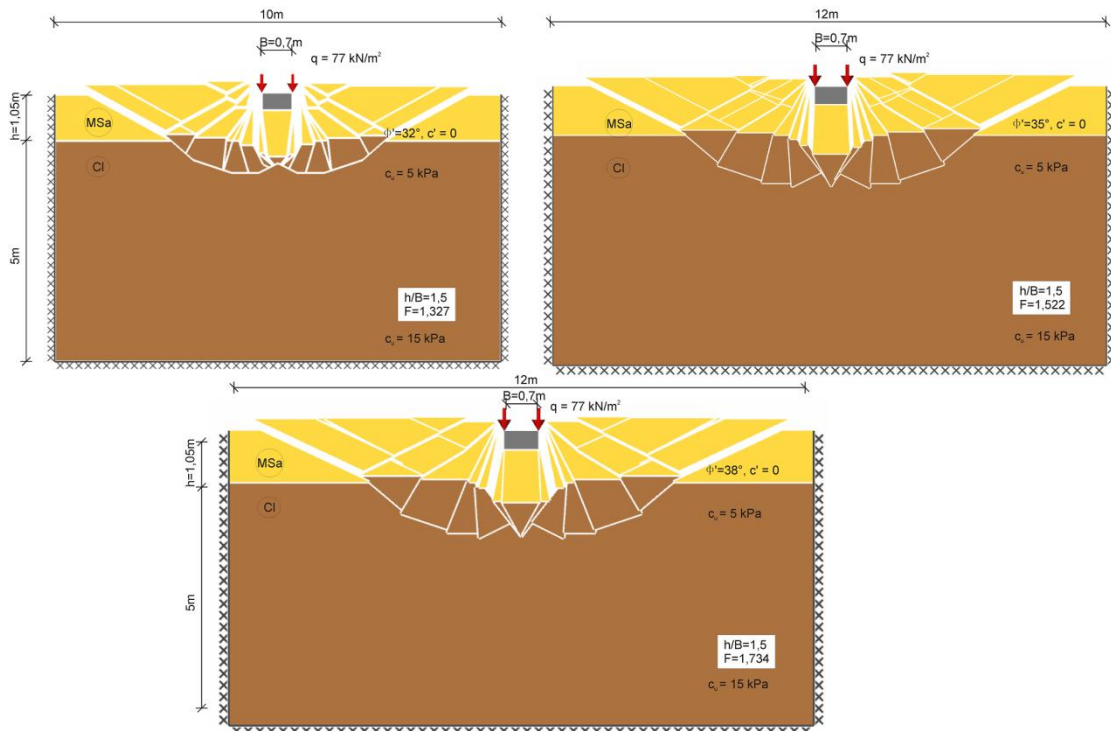 10m
B=0,7m
q = 77 kN/m²
h=1,05m
MSa
ϕ'=32°, c' = 0
Cl
cᵤ = 5 kPa
5m
h/B=1,5
F=1,327
cᵤ = 15 kPa
12m
B=0,7m
q = 77 kN/m²
MSa
ϕ'=35°, c' = 0
Cl
cᵤ = 5 kPa
h/B=1,5
F=1,522
cᵤ = 15 kPa
12m
B=0,7m
q = 77 kN/m²
h=1,05m
MSa
ϕ'=38°, c' = 0
Cl
cᵤ = 5 kPa
5m
h/B=1,5
F=1,734
cᵤ = 15 kPa